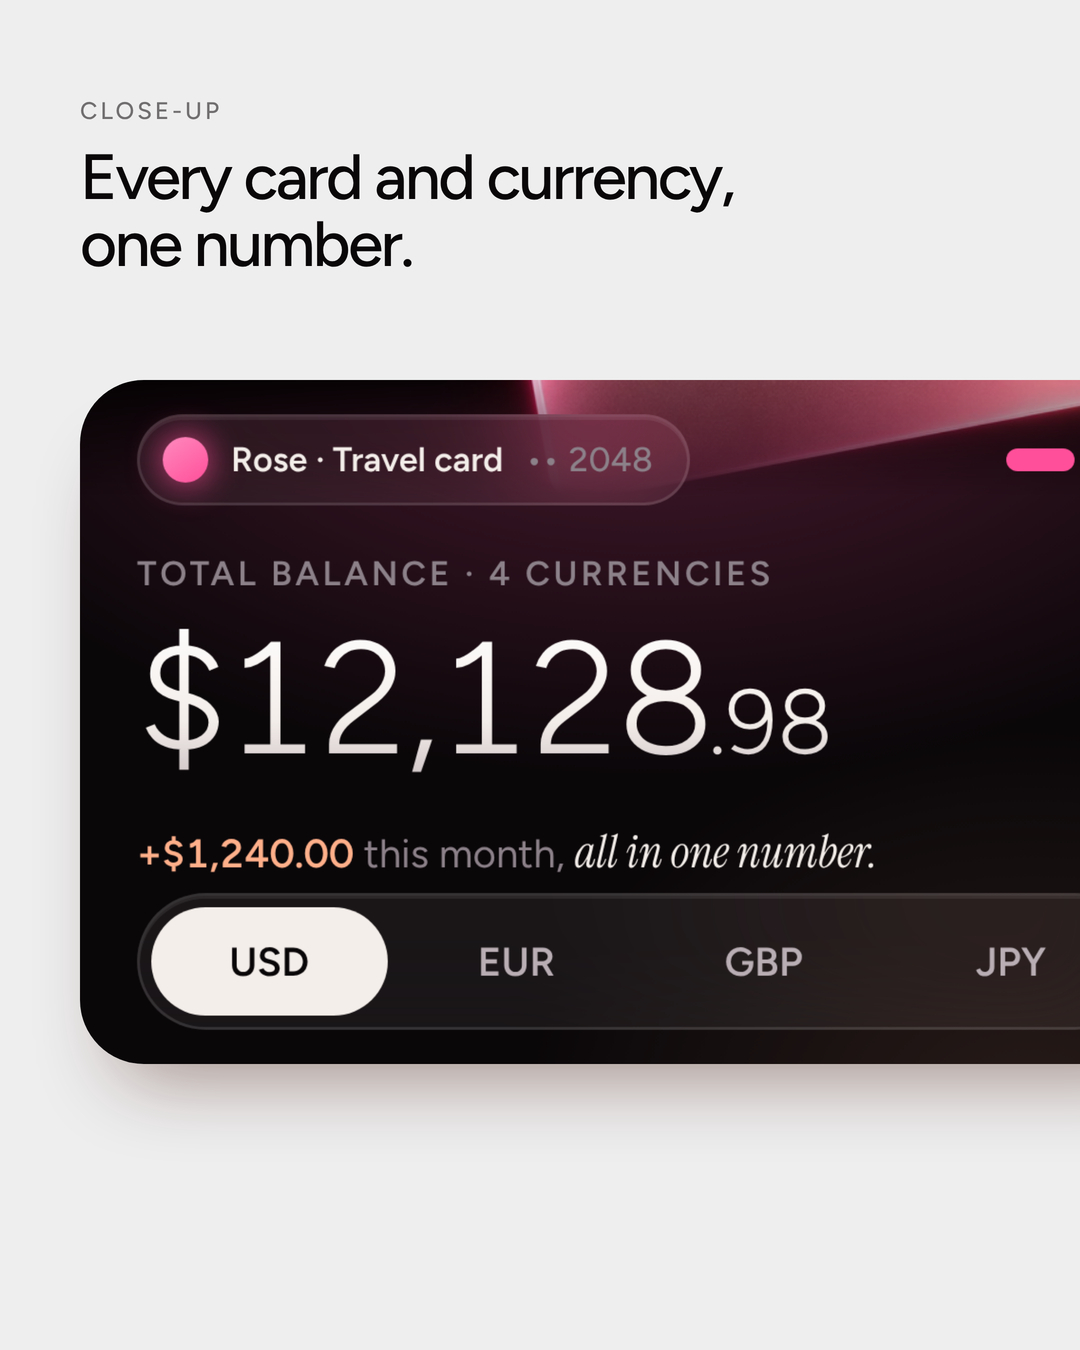 CLOSE-UP
Every card and currency,
one number.
Rose · Travel card •• 2048
TOTAL BALANCE · 4 CURRENCIES
$12,128.98
+$1,240.00 this month, all in one number.
USD EUR GBP JPY